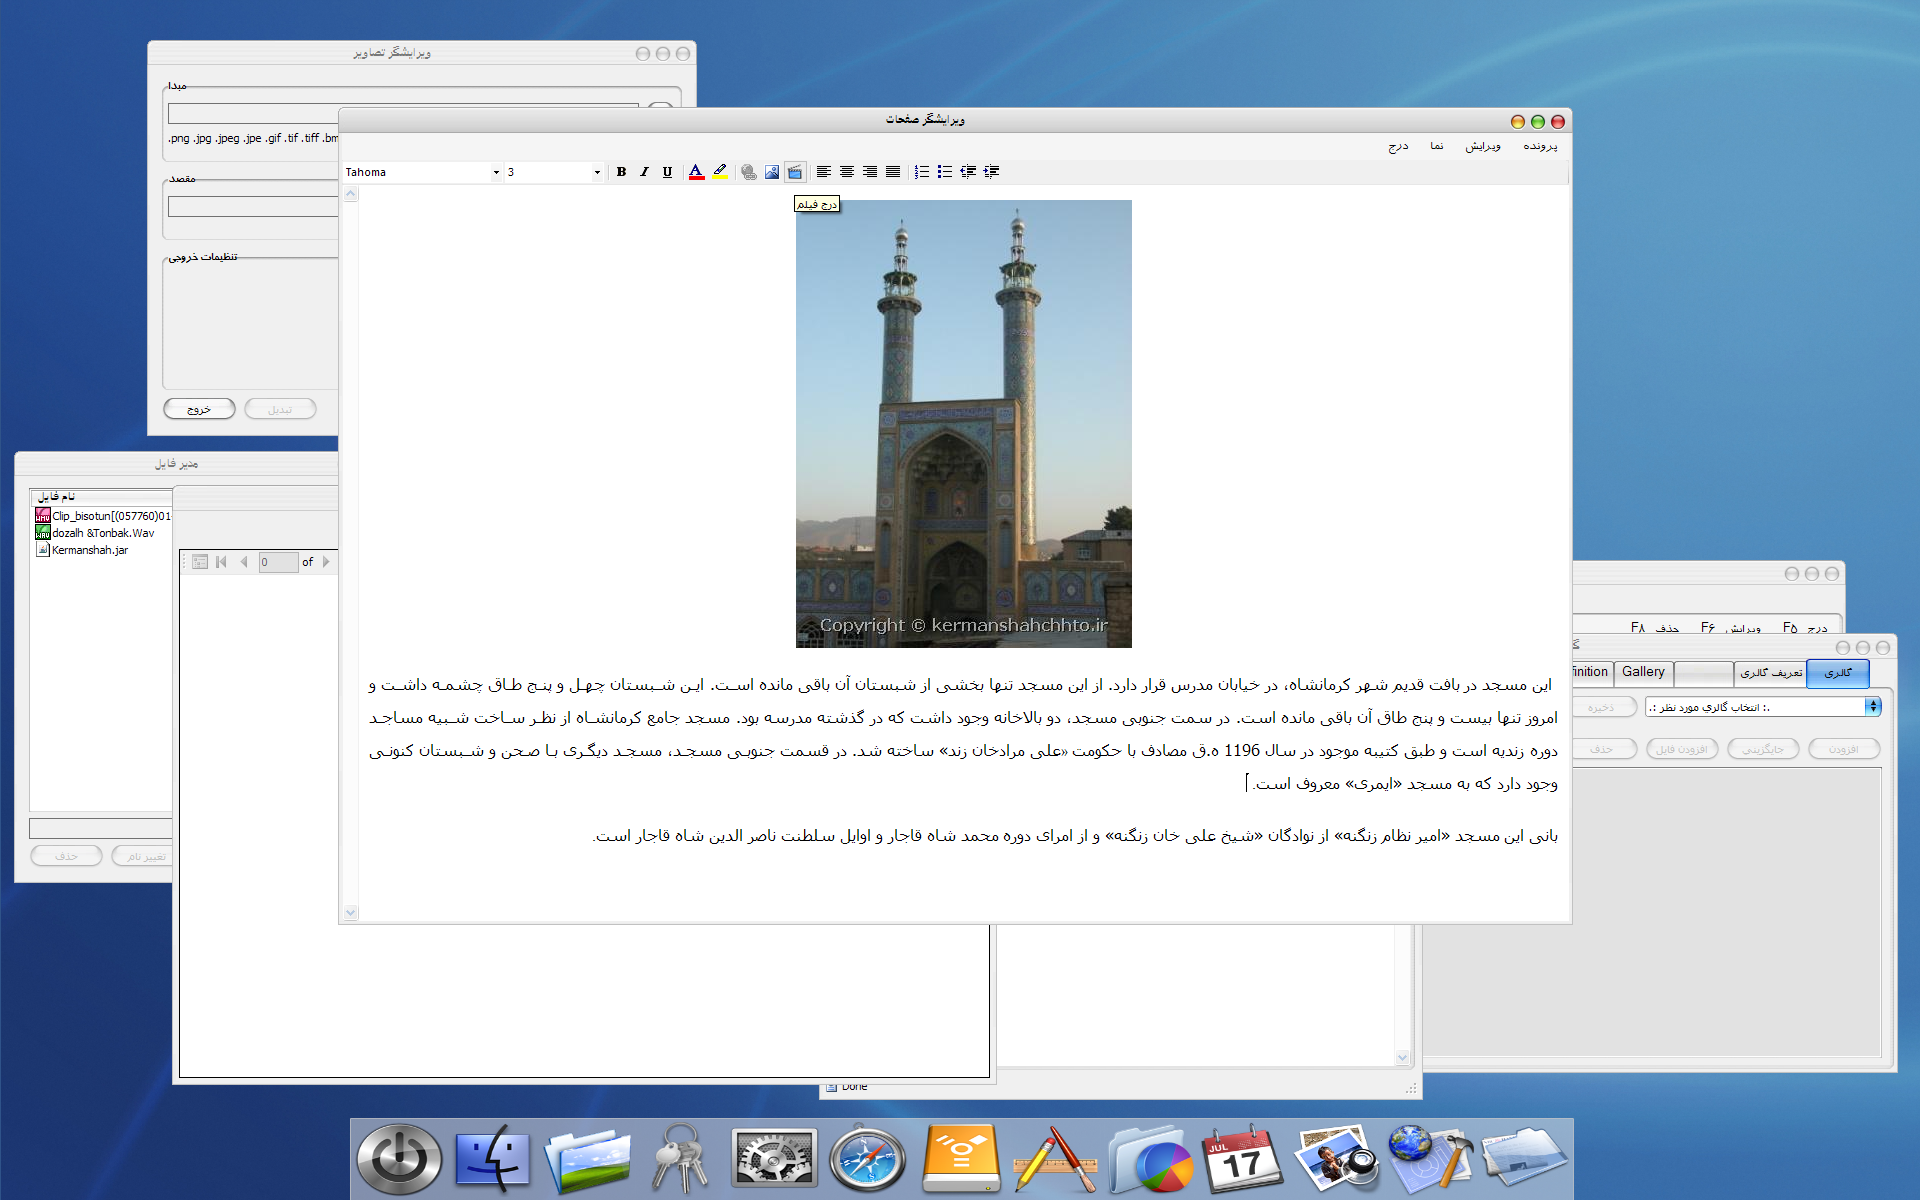 ویرایشگر تصاویر
مبدا
.png .jpg .jpeg .jpe .gif .tif .tiff .bm
مقصد
تنظیمات خروجی
خروج
تبدیل
ویرایشگر صفحات
پرونده ویرایش نما درج
Tahoma 3 B I U A
درج فیلم
Copyright © kermanshahchhto.ir
این مسجد در بافت قدیم شهر کرمانشاه، در خیابان مدرس قرار دارد. از این مسجد تنها بخشی از شبستان آن باقی مانده است. این شبستان چهل و پنج طاق چشمه داشت و
امروز تنها بیست و پنج طاق آن باقی مانده است. در سمت جنوبی مسجد، دو بالاخانه وجود داشت که در گذشته مدرسه بود. مسجد جامع کرمانشاه از نظر ساخت شبیه مساجد
دوره زندیه است و طبق کتیبه موجود در سال 1196 ه.ق مصادف با حکومت «علی مرادخان زند» ساخته شد. در قسمت جنوبی مسجد، مسجد دیگری با صحن و شبستان کنونی
وجود دارد که به مسجد «ایمری» معروف است.
بانی این مسجد «امیر نظام زنگنه» از نوادگان «شیخ علی خان زنگنه» و از امرای دوره محمد شاه قاجار و اوایل سلطنت ناصر الدین شاه قاجار است.
مدیر فایل
نام فایل
Clip_bisotun[(057760)01
dozalh &Tonbak.Wav
Kermanshah.jar
حذف
تغییر نام
0 of
درج F۵ ویرایش F۶ حذف F۸
گالری
تعریف گالری
Gallery
inition
.: انتخاب گالري مورد نظر :.
ذخیره
افزودن
جایگزینی
افزودن فایل
حذف
Done
JUL
17